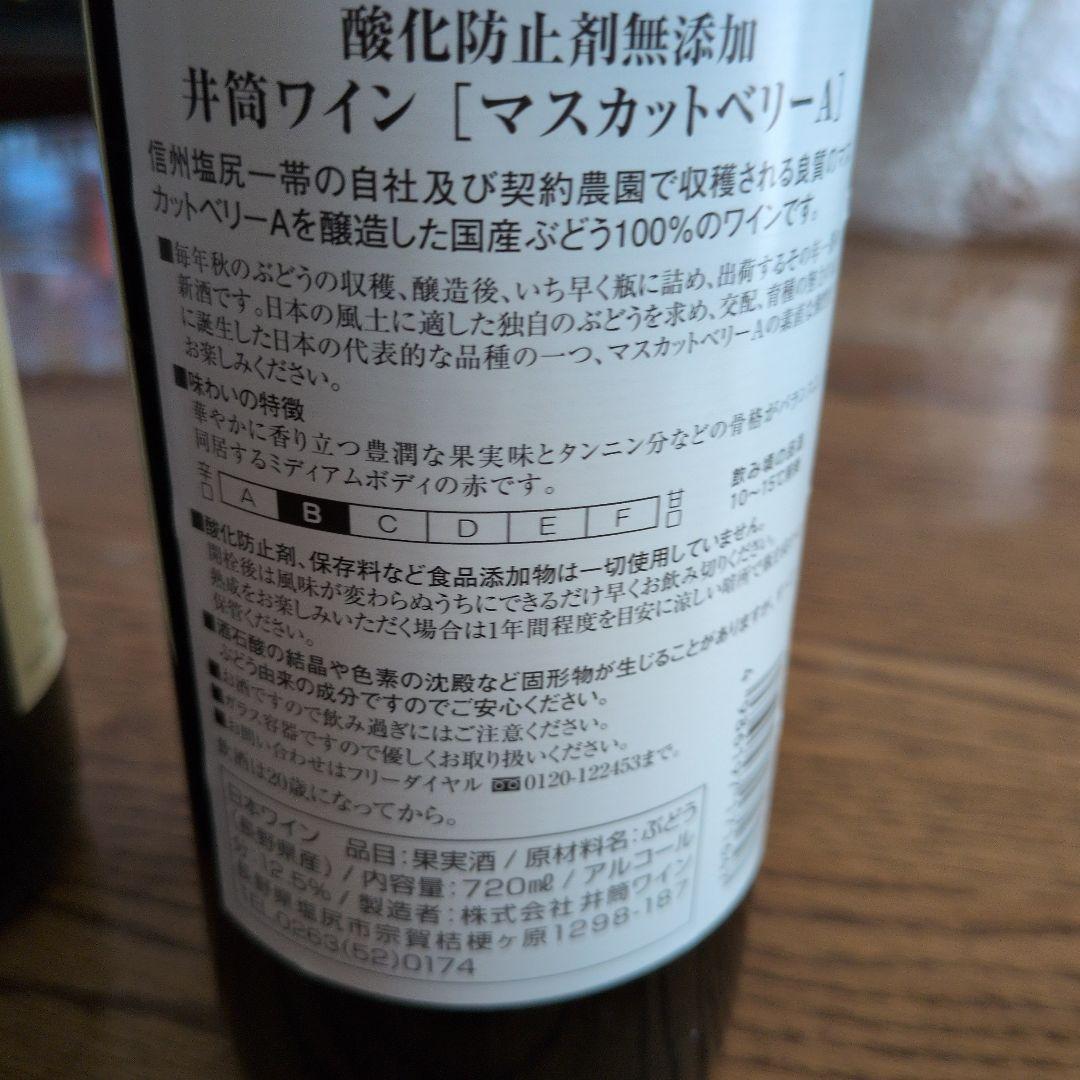 酸化防止剤無添加
井筒ワイン［マスカットベリーA］
信州塩尻一帯の自社及び契約農園で収穫される良質のマス
カットベリーAを醸造した国産ぶどう100%のワインです。
■毎年秋のぶどうの収穫、醸造後、いち早く瓶に詰め、出荷するその年一番の
新酒です。日本の風土に適した独自のぶどうを求め、交配、育種の
に誕生した日本の代表的な品種の一つ、マスカットベリーAの素直な
お楽しみください。
■味わいの特徴
華やかに香り立つ豊潤な果実味とタンニン分などの骨格がバランス
同居するミディアムボディの赤です。
辛口 A B C D E F 甘口
飲み頃の品温
10〜15℃前後
■酸化防止剤、保存料など食品添加物は一切使用していません。
開栓後は風味が変わらぬうちにできるだけ早くお飲み切りください。
熟成をお楽しみいただく場合は1年間程度を目安に涼しい暗所で
保管ください。
■酒石酸の結晶や色素の沈殿など固形物が生じることがありますが、
ぶどう由来の成分ですのでご安心ください。
■お酒ですので飲み過ぎにはご注意ください。
■ガラス容器ですので優しくお取り扱いください。
■お問い合わせはフリーダイヤル 0120-122453まで。
飲酒は20歳になってから。
日本ワイン 品目:果実酒/原材料名:ぶどう
(長野県産)/内容量:720mℓ/アルコール
分:12.5%/製造者:株式会社井筒ワイン
長野県塩尻市宗賀桔梗ヶ原1298-187
TEL.0263(52)0174